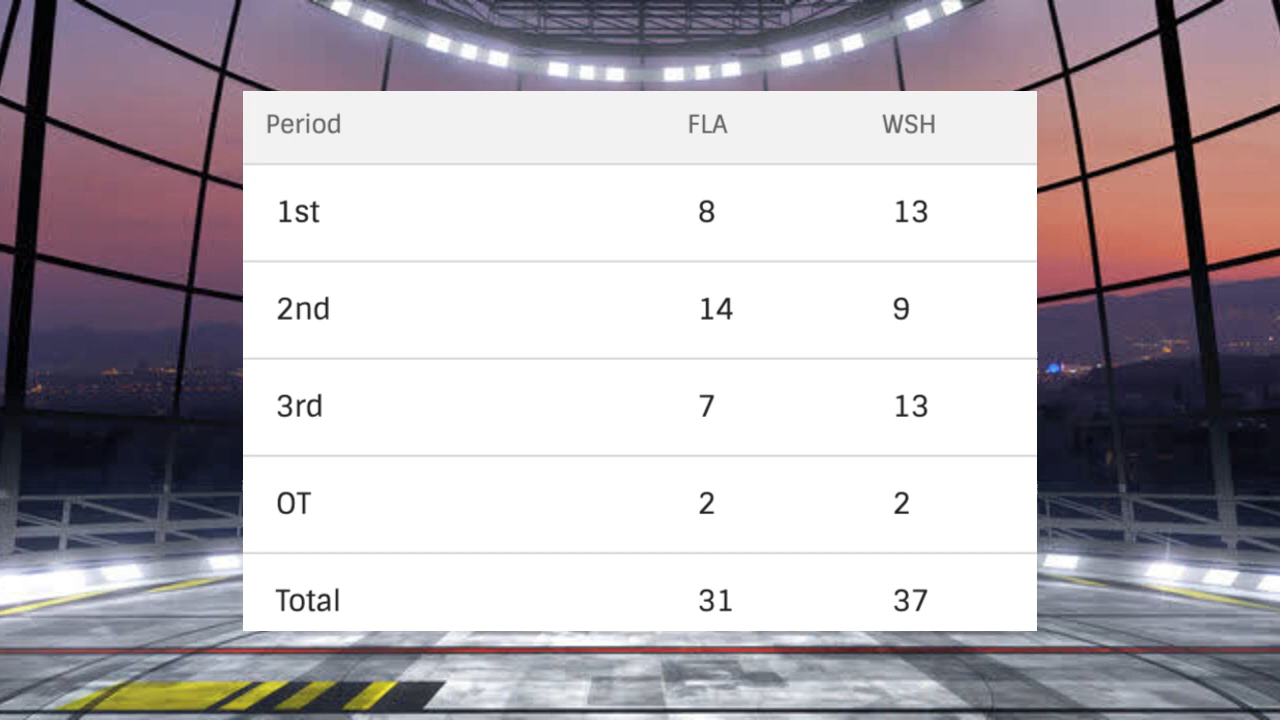 Period FLA WSH
1st 8 13
2nd 14 9
3rd 7 13
OT 2 2
Total 31 37